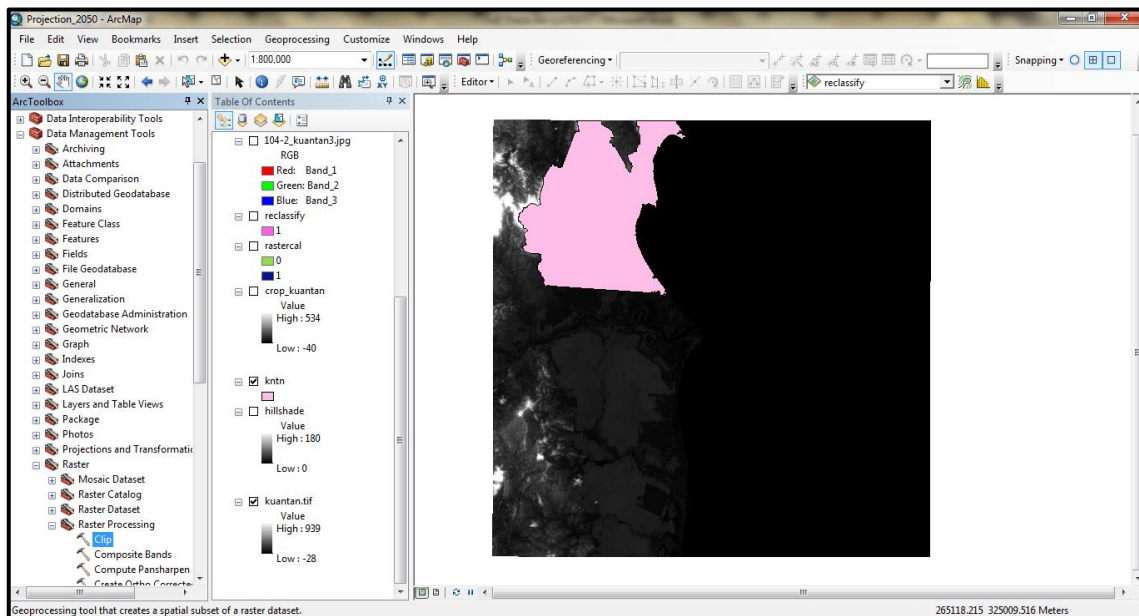 Projection_2050 - ArcMap
File Edit View Bookmarks Insert Selection Geoprocessing Customize Windows Help
1:800,000 Georeferencing Snapping
Editor reclassify
ArcToolbox
Data Interoperability Tools
Data Management Tools
Archiving
Attachments
Data Comparison
Distributed Geodatabase
Domains
Feature Class
Features
Fields
File Geodatabase
General
Generalization
Geodatabase Administration
Geometric Network
Graph
Indexes
Joins
LAS Dataset
Layers and Table Views
Package
Photos
Projections and Transformatic
Raster
Mosaic Dataset
Raster Catalog
Raster Dataset
Raster Processing
Clip
Composite Bands
Compute Pansharpen
Create Ortho Correcte
Table Of Contents
104-2_kuantan3.jpg
RGB
Red: Band_1
Green: Band_2
Blue: Band_3
reclassify
1
rastercal
0
1
crop_kuantan
Value
High : 534
Low : -40
kntn
hillshade
Value
High : 180
Low : 0
kuantan.tif
Value
High : 939
Low : -28
Geoprocessing tool that creates a spatial subset of a raster dataset.
265118.215 325009.516 Meters